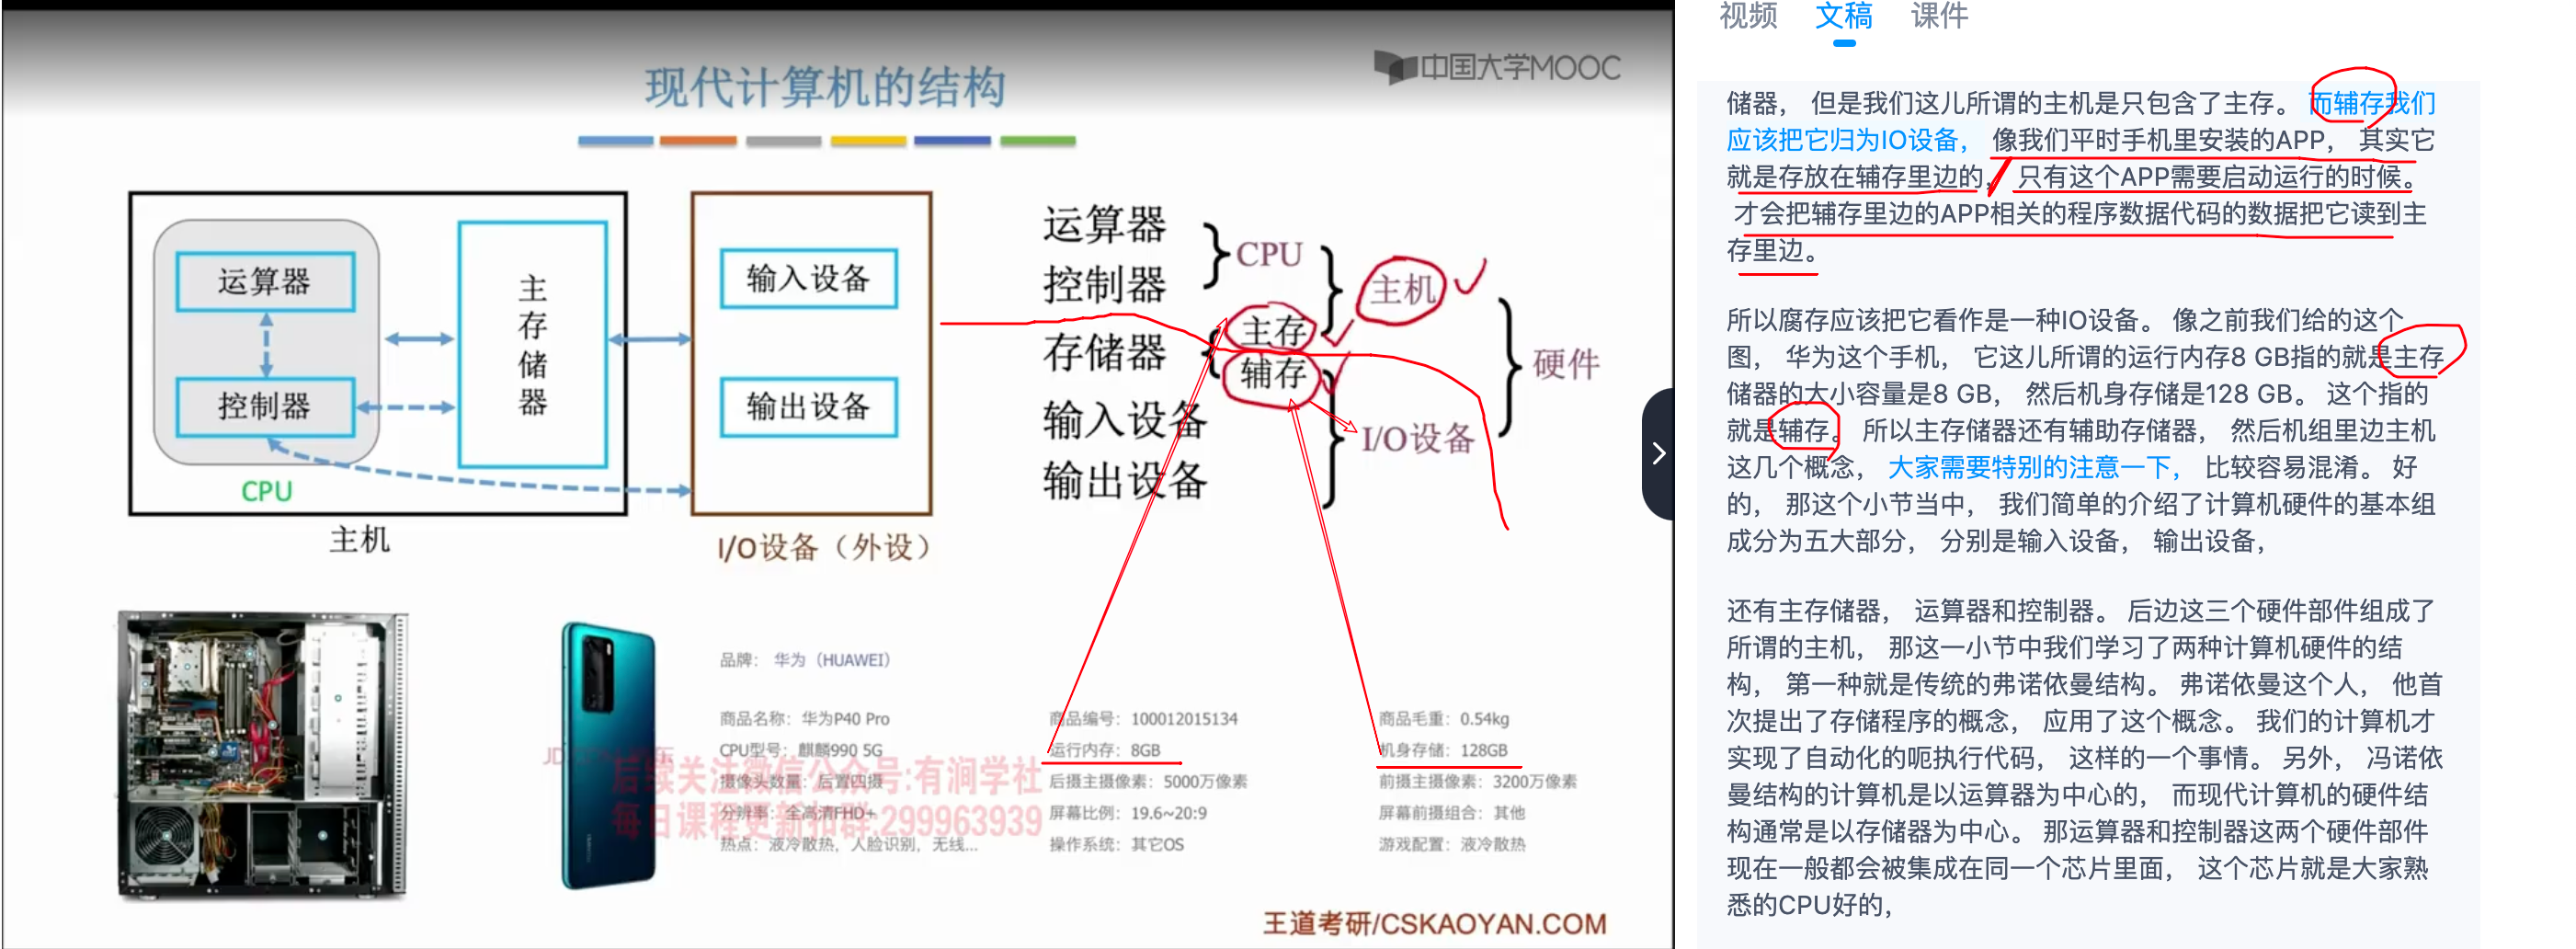 现代计算机的结构
中国大学MOOC
运算器
控制器
CPU
主
存
储
器
主机
输入设备
输出设备
I/O设备（外设）
运算器
控制器
存储器
输入设备
输出设备
CPU
主存
辅存
主机
I/O设备
硬件
品牌： 华为（HUAWEI）
商品名称：华为P40 Pro
商品编号：100012015134
商品毛重：0.54kg
CPU型号：麒麟990 5G
运行内存：8GB
机身存储：128GB
摄像头数量：后置四摄
后摄主摄像素：5000万像素
前摄主摄像素：3200万像素
分辨率：全高清FHD+
屏幕比例：19.6~20:9
屏幕前摄组合：其他
热点：液冷散热，人脸识别，无线...
操作系统：其它OS
游戏配置：液冷散热
后续关注微信公众号:有涧学社
每日课程更新扣群:299963939
王道考研/CSKAOYAN.COM
视频 文稿 课件
储器， 但是我们这儿所谓的主机是只包含了主存。 而辅存我们
应该把它归为IO设备， 像我们平时手机里安装的APP， 其实它
就是存放在辅存里边的， 只有这个APP需要启动运行的时候。
才会把辅存里边的APP相关的程序数据代码的数据把它读到主
存里边。
所以腐存应该把它看作是一种IO设备。 像之前我们给的这个
图， 华为这个手机， 它这儿所谓的运行内存8 GB指的就是主存
储器的大小容量是8 GB， 然后机身存储是128 GB。 这个指的
就是辅存。 所以主存储器还有辅助存储器， 然后机组里边主机
这几个概念， 大家需要特别的注意一下， 比较容易混淆。 好
的， 那这个小节当中， 我们简单的介绍了计算机硬件的基本组
成分为五大部分， 分别是输入设备， 输出设备，
还有主存储器， 运算器和控制器。 后边这三个硬件部件组成了
所谓的主机， 那这一小节中我们学习了两种计算机硬件的结
构， 第一种就是传统的弗诺依曼结构。 弗诺依曼这个人， 他首
次提出了存储程序的概念， 应用了这个概念。 我们的计算机才
实现了自动化的呃执行代码， 这样的一个事情。 另外， 冯诺依
曼结构的计算机是以运算器为中心的， 而现代计算机的硬件结
构通常是以存储器为中心。 那运算器和控制器这两个硬件部件
现在一般都会被集成在同一个芯片里面， 这个芯片就是大家熟
悉的CPU好的，